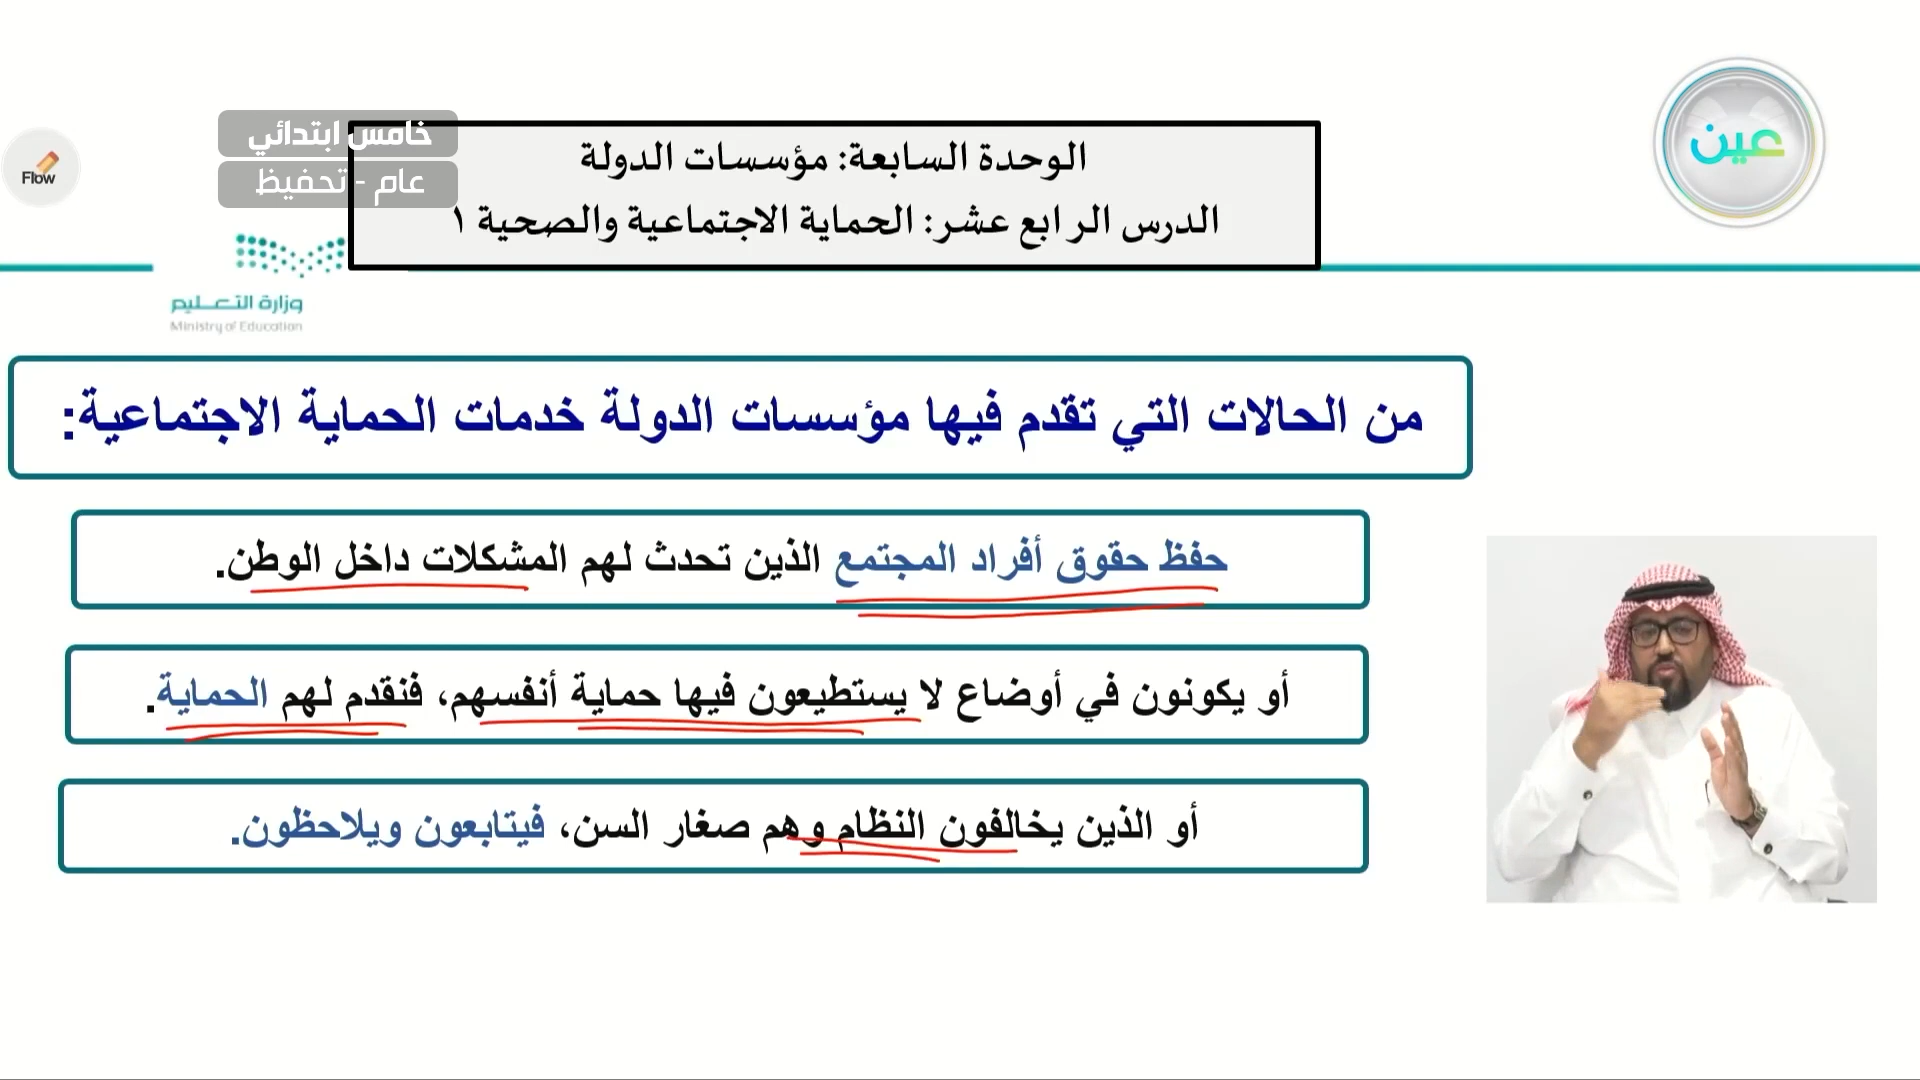 عين
خامس ابتدائي
عام - تحفيظ
Flow
الوحدة السابعة: مؤسسات الدولة
الدرس الرابع عشر: الحماية الاجتماعية والصحية ١
وزارة التعليم
Ministry of Education
من الحالات التي تقدم فيها مؤسسات الدولة خدمات الحماية الاجتماعية:
حفظ حقوق أفراد المجتمع الذين تحدث لهم المشكلات داخل الوطن.
أو يكونون في أوضاع لا يستطيعون فيها حماية أنفسهم، فنقدم لهم الحماية.
أو الذين يخالفون النظام وهم صغار السن، فيتابعون ويلاحظون.